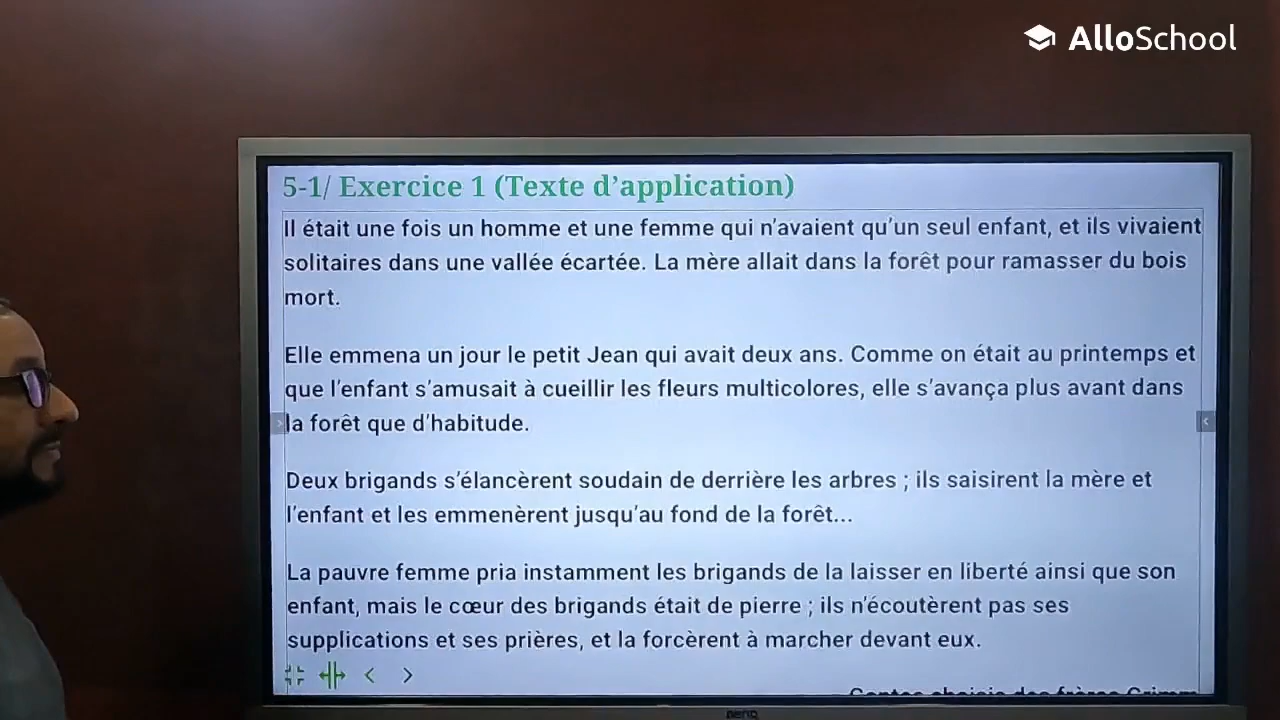 AlloSchool
5-1/ Exercice 1 (Texte d’application)
Il était une fois un homme et une femme qui n’avaient qu’un seul enfant, et ils vivaient
solitaires dans une vallée écartée. La mère allait dans la forêt pour ramasser du bois
mort.
Elle emmena un jour le petit Jean qui avait deux ans. Comme on était au printemps et
que l’enfant s’amusait à cueillir les fleurs multicolores, elle s’avança plus avant dans
la forêt que d’habitude.
Deux brigands s’élancèrent soudain de derrière les arbres ; ils saisirent la mère et
l’enfant et les emmenèrent jusqu’au fond de la forêt...
La pauvre femme pria instamment les brigands de la laisser en liberté ainsi que son
enfant, mais le cœur des brigands était de pierre ; ils n’écoutèrent pas ses
supplications et ses prières, et la forcèrent à marcher devant eux.
Contes choisis des frères Grimm
BenQ